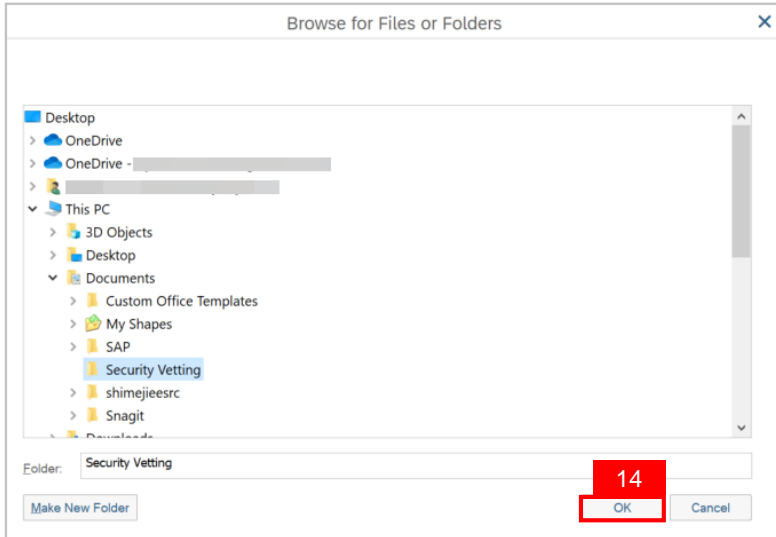 Browse for Files or Folders
Desktop
OneDrive
OneDrive -
This PC
3D Objects
Desktop
Documents
Custom Office Templates
My Shapes
SAP
Security Vetting
shimejieesrc
Snagit
Downloads
Folder: Security Vetting
14
Make New Folder OK Cancel